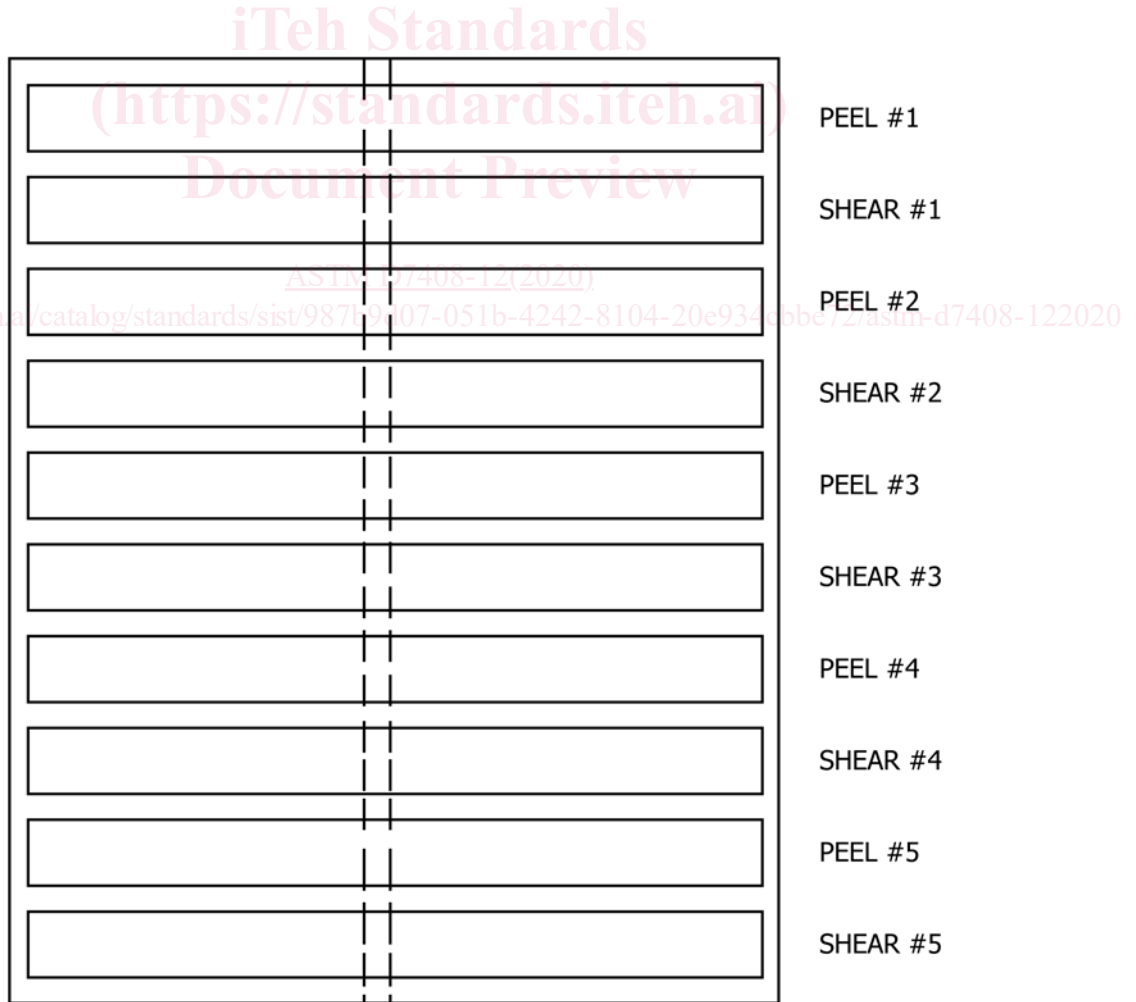 iTeh Standards
(https://standards.iteh.ai)
PEEL #1
Document Preview
SHEAR #1
ASTM D7408-12(2020)
PEEL #2
SHEAR #2
PEEL #3
SHEAR #3
PEEL #4
SHEAR #4
PEEL #5
SHEAR #5